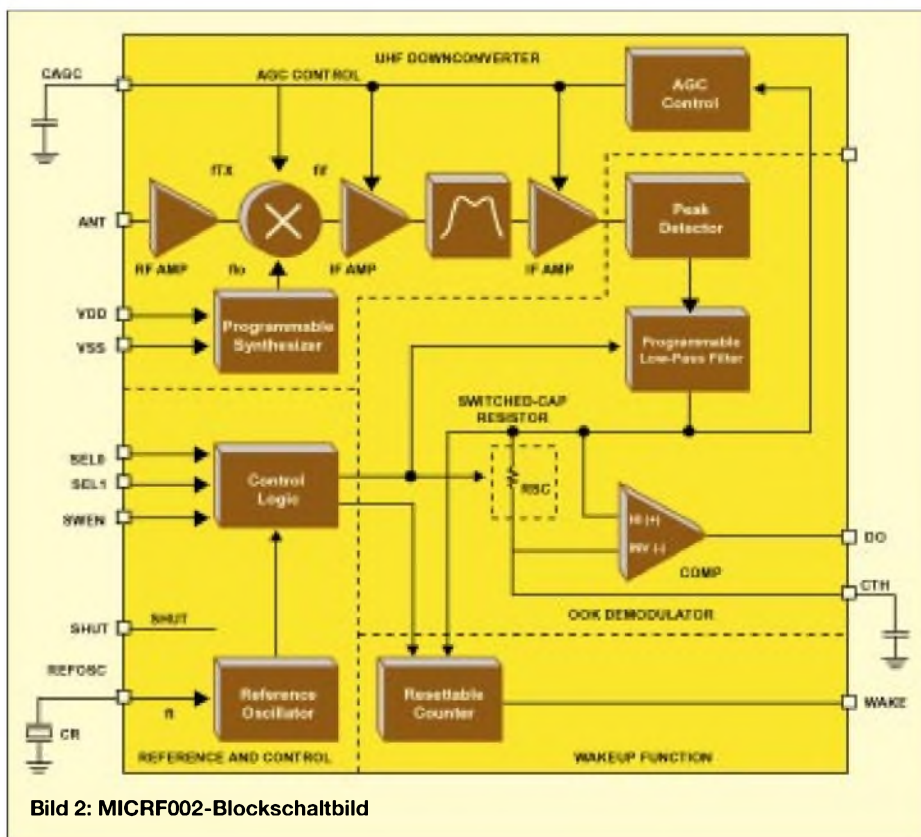 UHF DOWNCONVERTER
CAGC
AGC CONTROL
AGC
Control
fTX
fif
ANT
RF AMP
flo
IF AMP
IF AMP
Peak
Detector
VDD
VSS
Programmable
Synthesizer
Programmable
Low-Pass Filter
SWITCHED-CAP
RESISTOR
SEL0
SEL1
SWEN
Control
Logic
RSC
HI (+)
INV (-)
COMP
DO
CTH
OOK DEMODULATOR
SHUT
SHUT
REFOSC
ft
CR
Reference
Oscillator
Resettable
Counter
WAKE
REFERENCE AND CONTROL
WAKEUP FUNCTION
Bild 2: MICRF002-Blockschaltbild